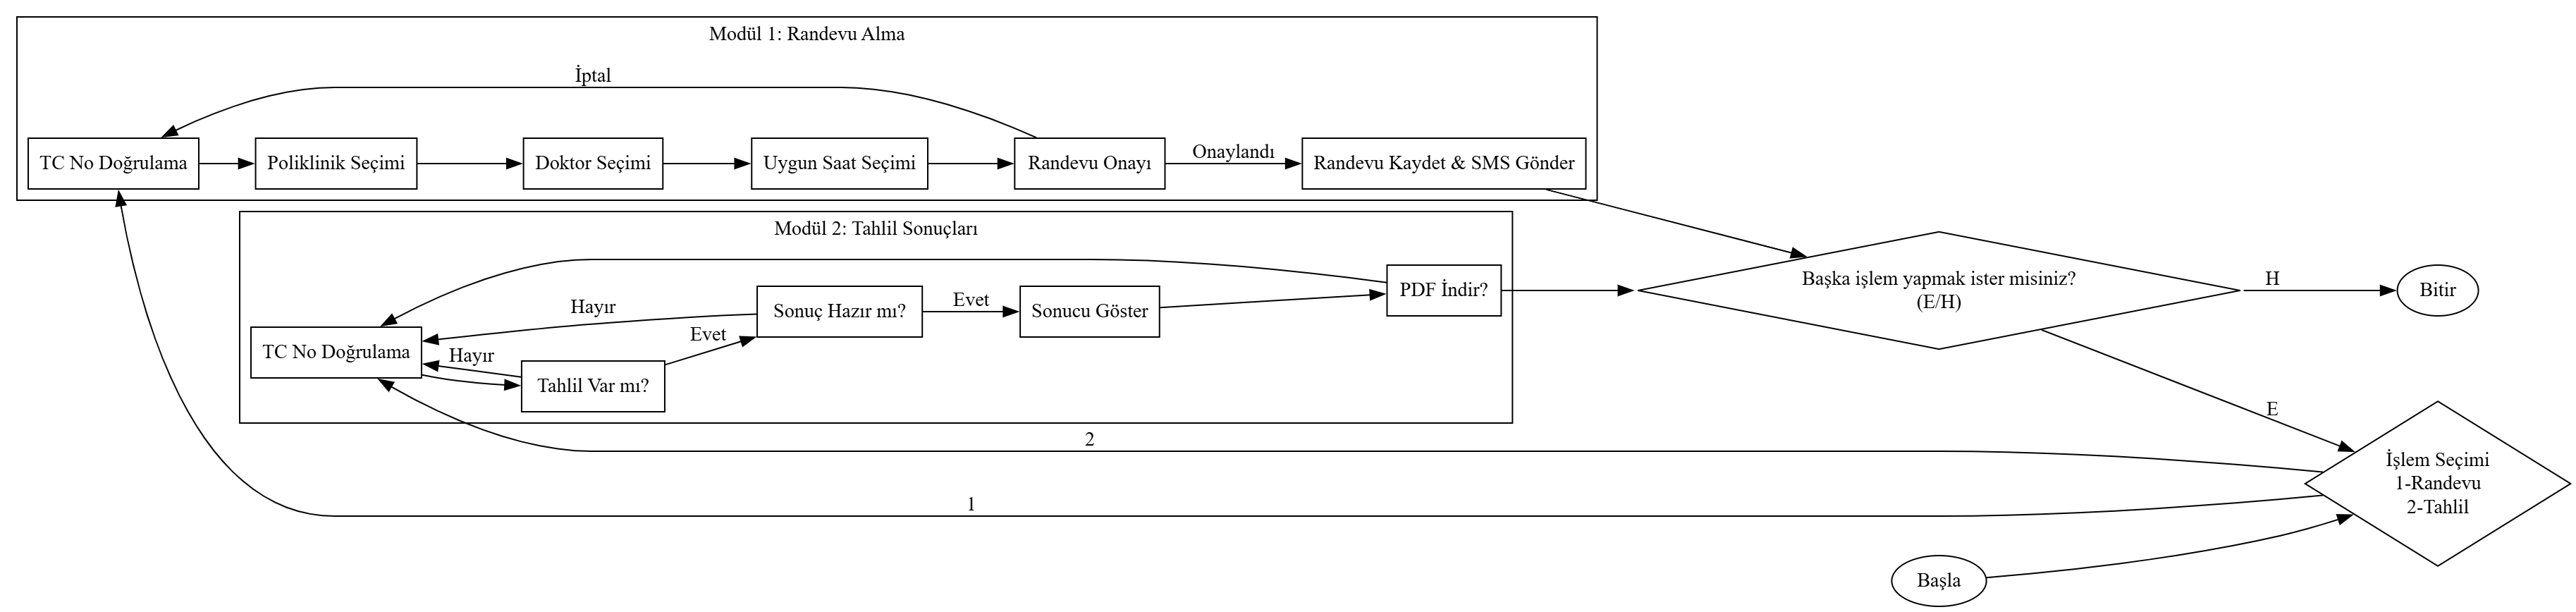 Modül 1: Randevu Alma
İptal
TC No Doğrulama
Poliklinik Seçimi
Doktor Seçimi
Uygun Saat Seçimi
Randevu Onayı
Onaylandı
Randevu Kaydet & SMS Gönder
Modül 2: Tahlil Sonuçları
TC No Doğrulama
Hayır
Hayır
Tahlil Var mı?
Evet
Sonuç Hazır mı?
Evet
Sonucu Göster
PDF İndir?
Başka işlem yapmak ister misiniz?
(E/H)
H
Bitir
E
2
1
İşlem Seçimi
1-Randevu
2-Tahlil
Başla